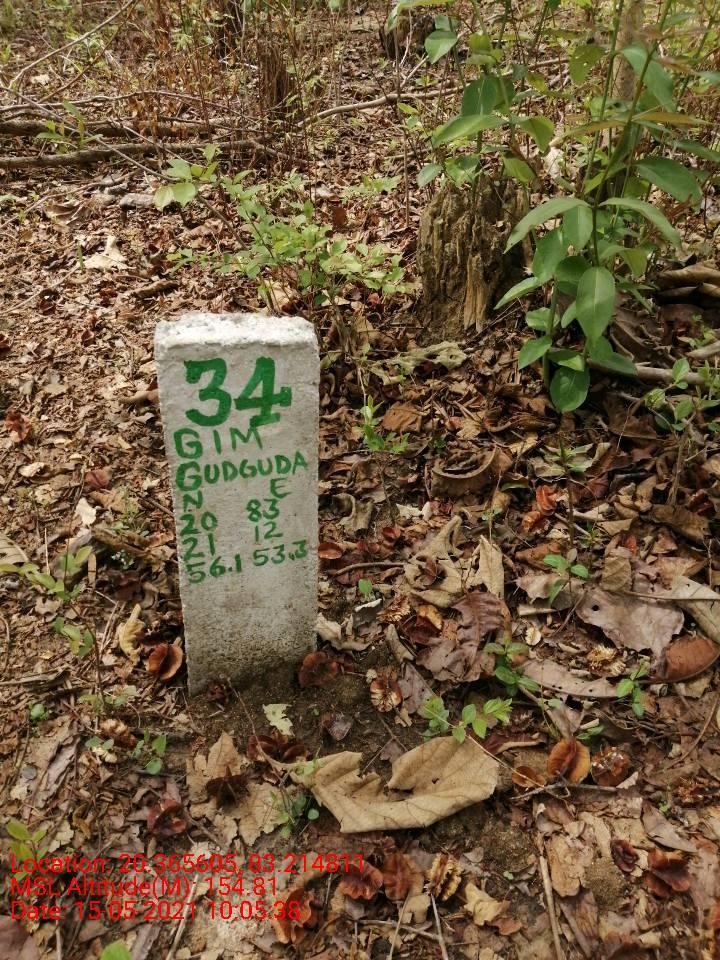 34
GIM
GUDGUDA
N E
20 83
21 12
56.1 53.3
Location: 20.365605, 83.214811
MSL Altitude(M): 154.81
Date: 15-05-2021 10:05:38